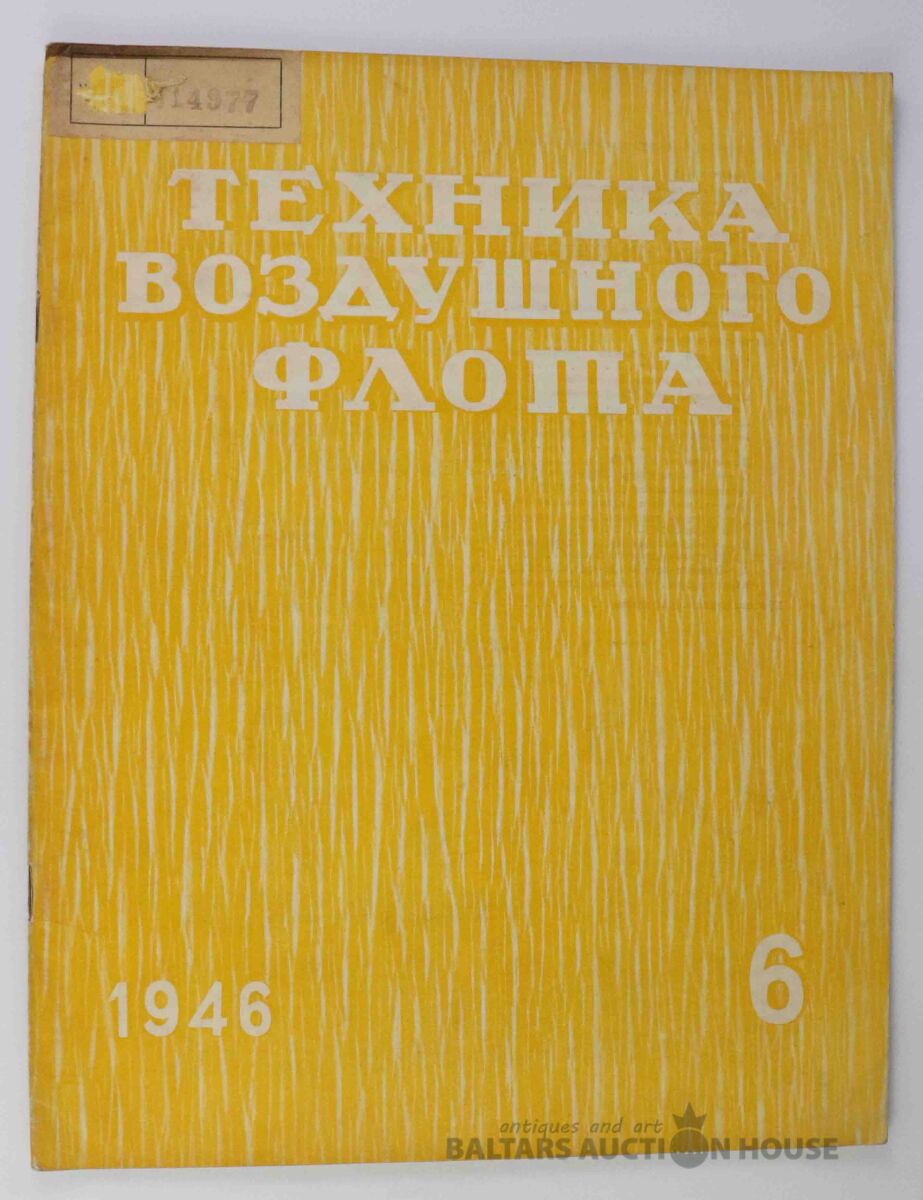 14977
ТЕХНИКА
ВОЗДУШНОГО
ФЛОТА
1946
6
antiques and art
BALTARS AUCTION HOUSE